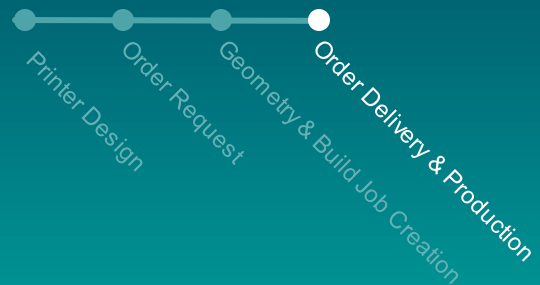 Printer Design
Order Request
Geometry & Build Job Creation
Order Delivery & Production